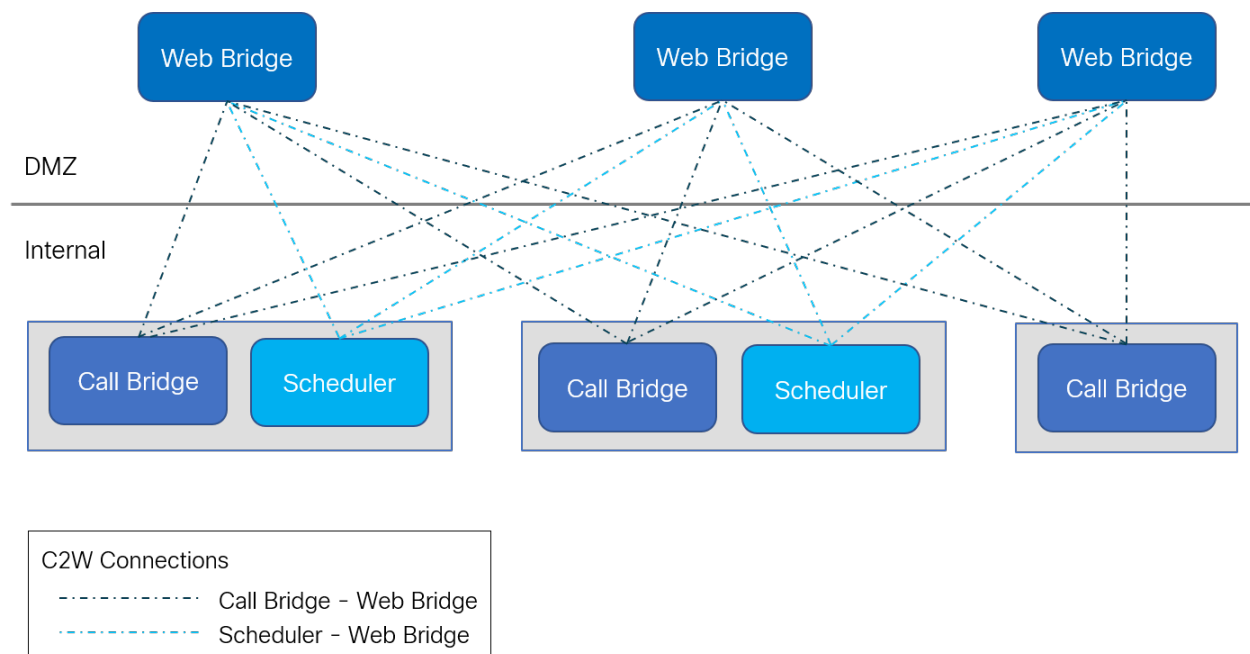 Web Bridge
Web Bridge
Web Bridge
DMZ
Internal
Call Bridge
Scheduler
Call Bridge
Scheduler
Call Bridge
C2W Connections
Call Bridge - Web Bridge
Scheduler - Web Bridge